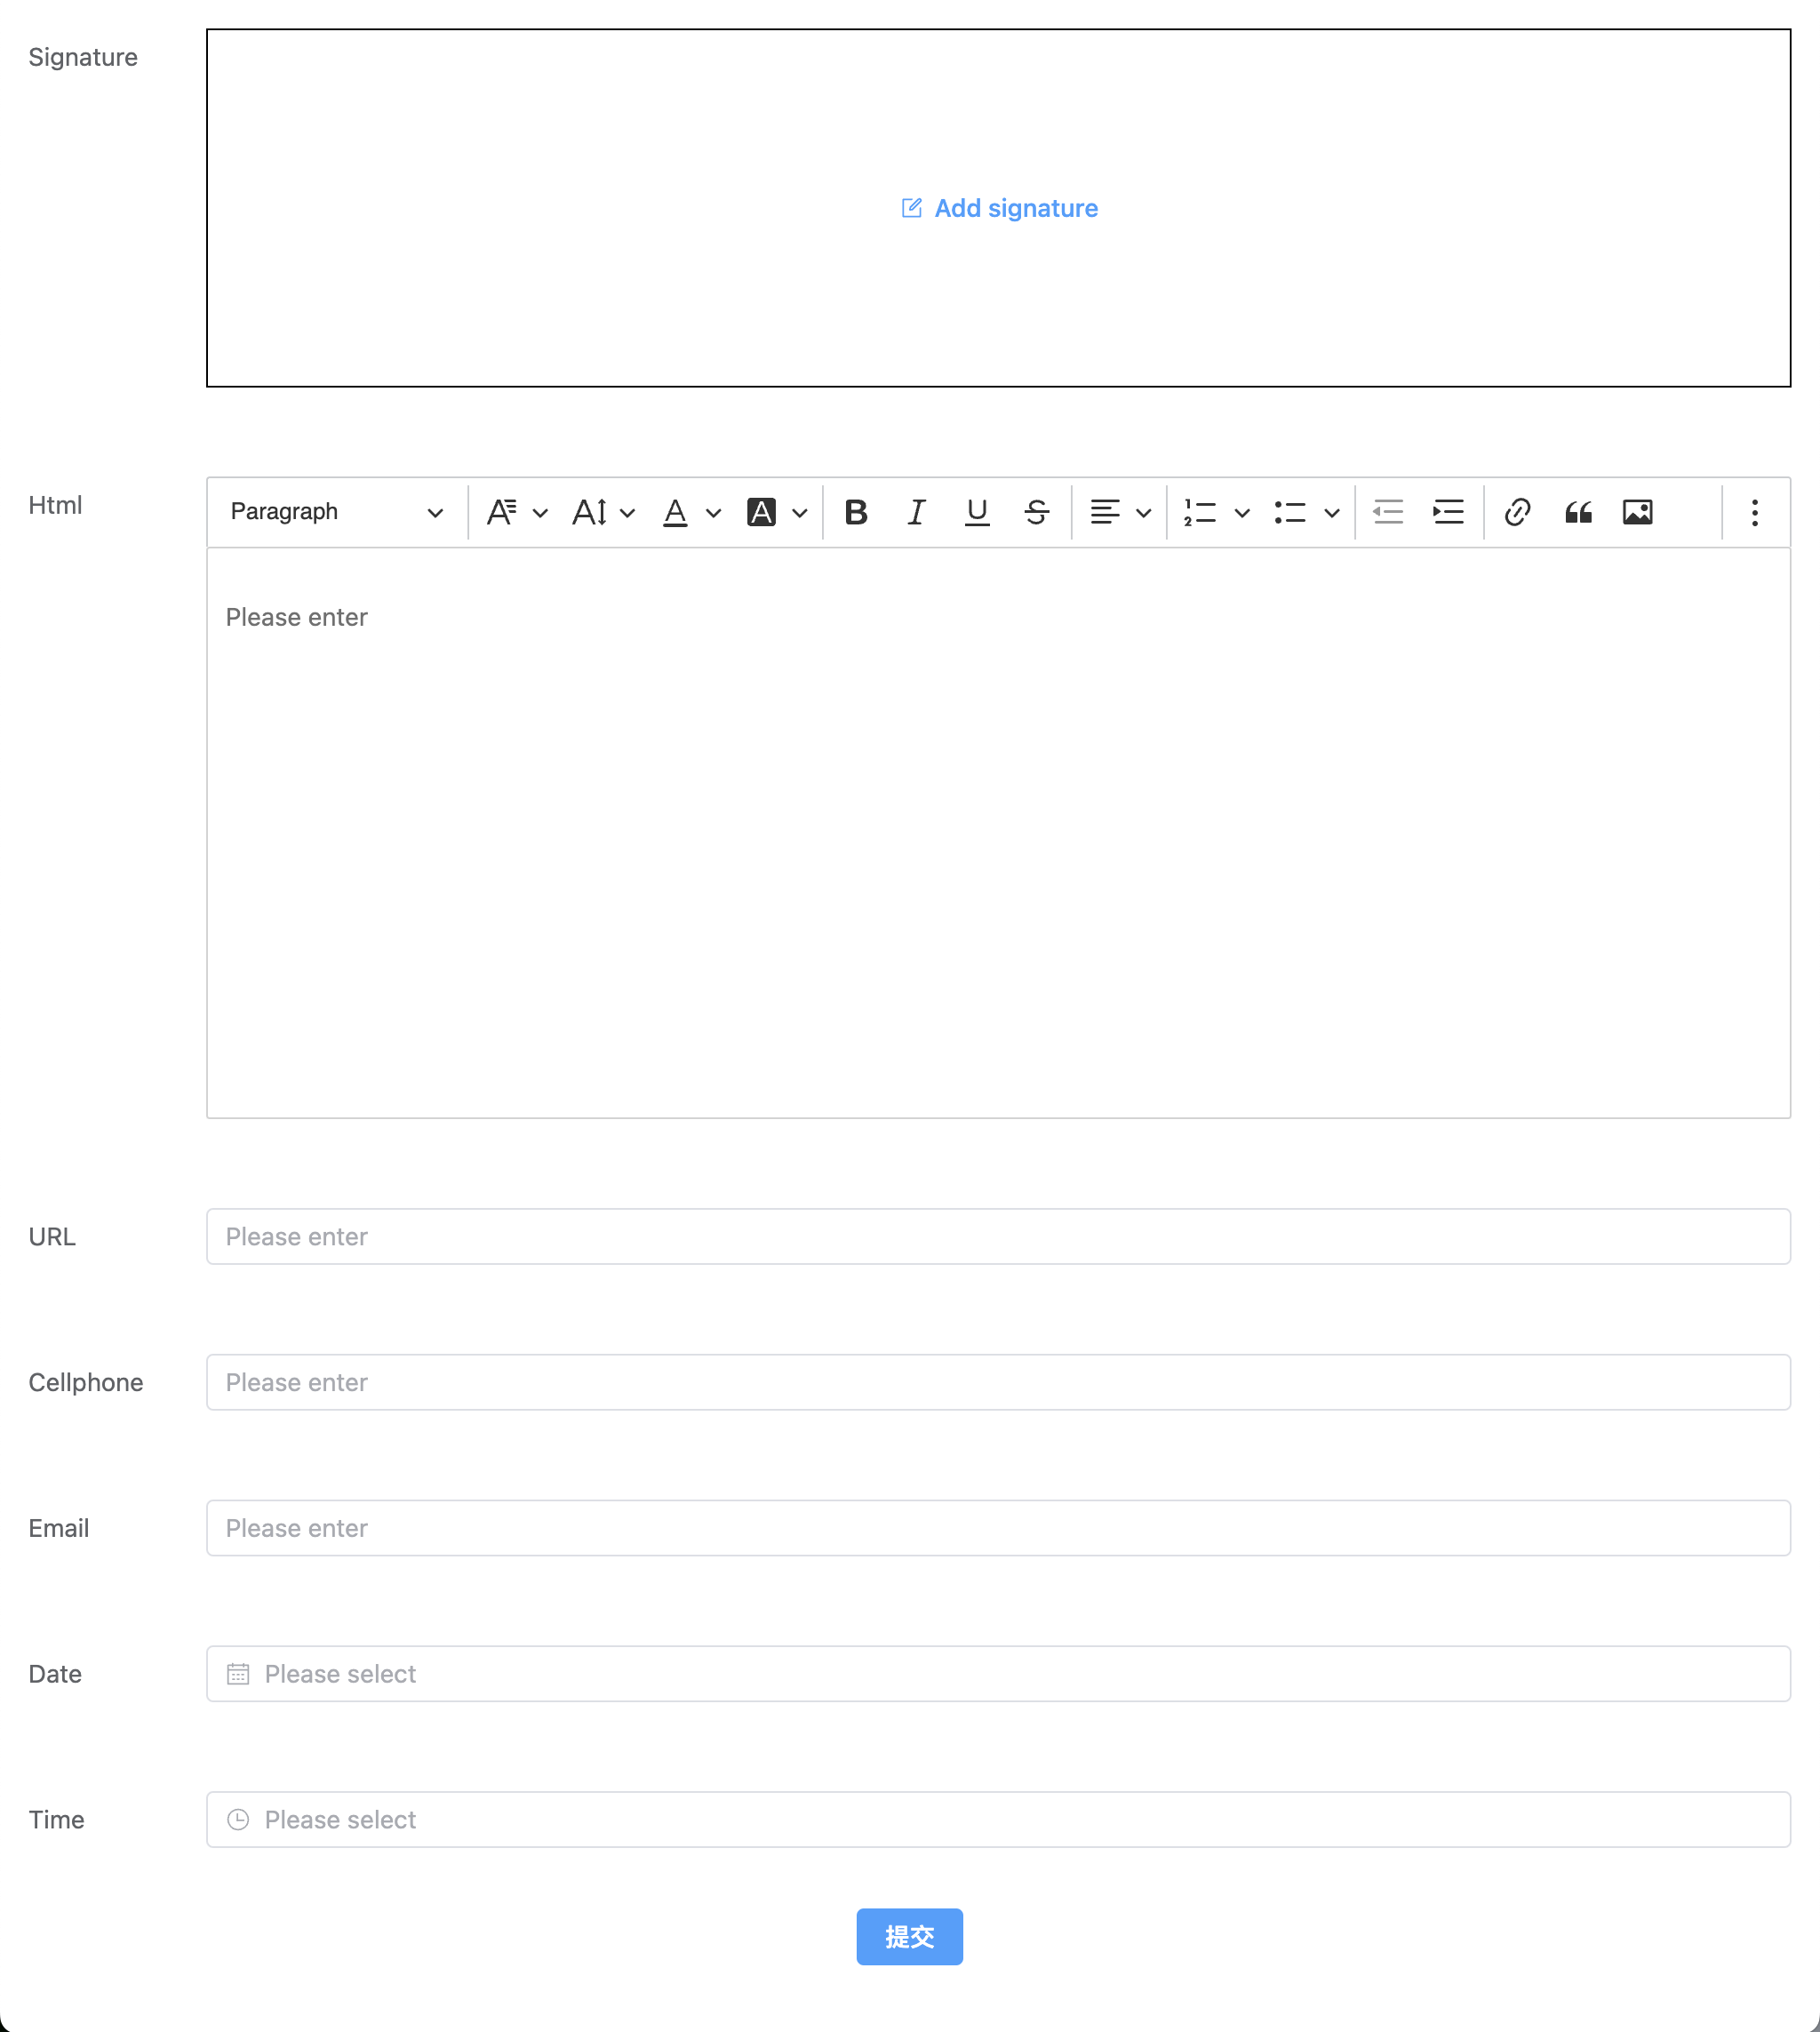 Signature
Add signature
Html
Paragraph
Please enter
URL
Please enter
Cellphone
Please enter
Email
Please enter
Date
Please select
Time
Please select
提交